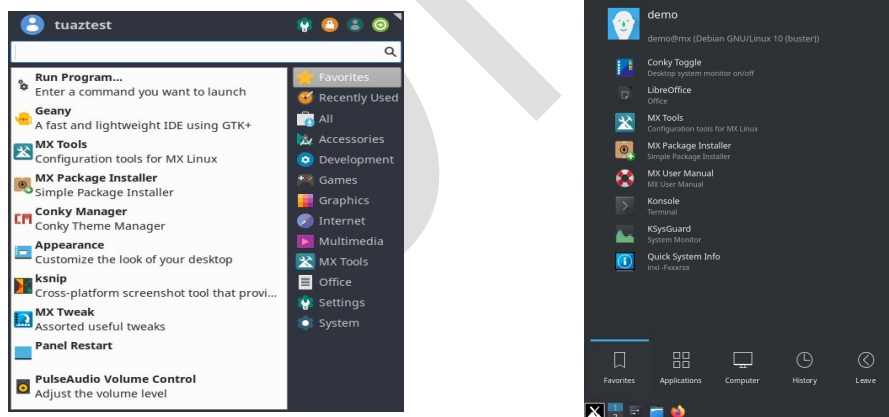 tuaztest
Run Program...
Enter a command you want to launch
Geany
A fast and lightweight IDE using GTK+
MX Tools
Configuration tools for MX Linux
MX Package Installer
Simple Package Installer
Conky Manager
Conky Theme Manager
Appearance
Customize the look of your desktop
ksnip
Cross-platform screenshot tool that provi...
MX Tweak
Assorted useful tweaks
Panel Restart
PulseAudio Volume Control
Adjust the volume level
Favorites
Recently Used
All
Accessories
Development
Games
Graphics
Internet
Multimedia
MX Tools
Office
Settings
System
demo
demo@mx (Debian GNU/Linux 10 (buster))
Conky Toggle
Desktop system monitor on/off
LibreOffice
Office
MX Tools
Configuration tools for MX Linux
MX Package Installer
Simple Package Installer
MX User Manual
MX User Manual
Konsole
Terminal
KSysGuard
System Monitor
Quick System Info
inxi -Fxxxrza
Favorites Applications Computer History Leave
1
2